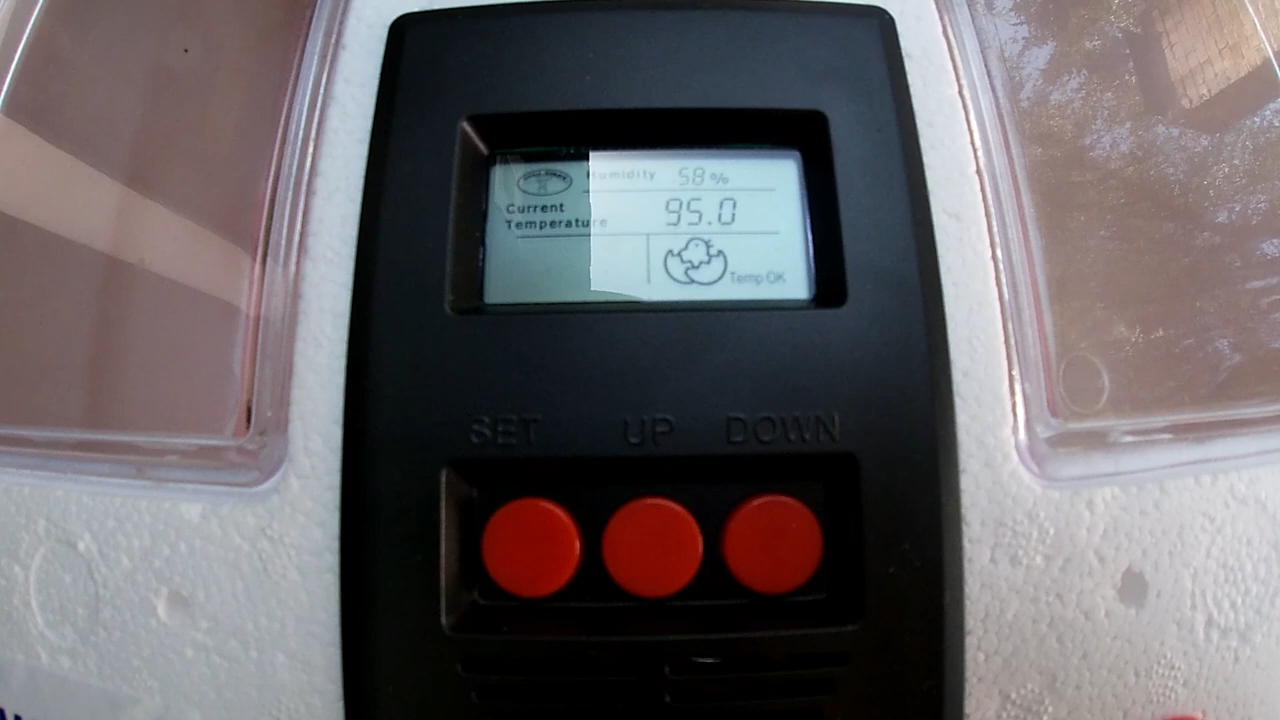 Humidity 58%
Current
Temperature
95.0
Temp OK
SET UP DOWN